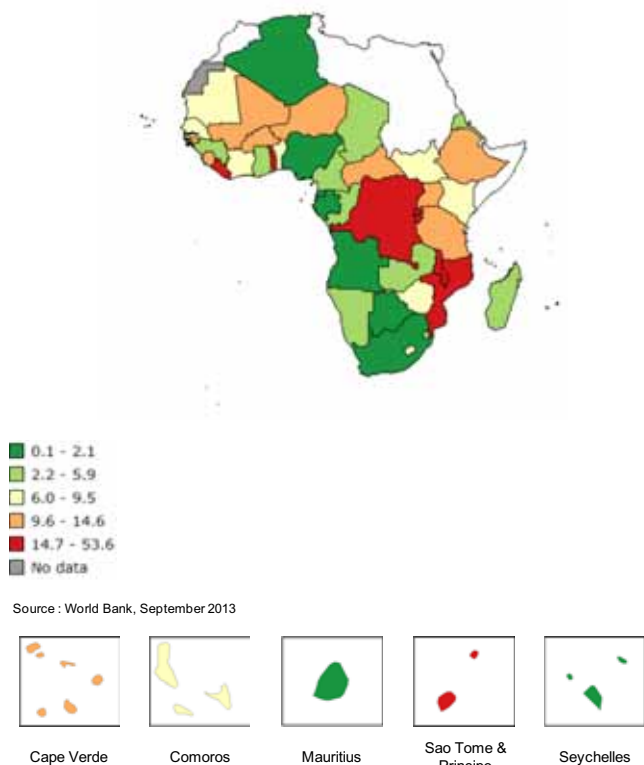 0.1 - 2.1
2.2 - 5.9
6.0 - 9.5
9.6 - 14.6
14.7 - 53.6
No data
Source : World Bank, September 2013
Cape Verde
Comoros
Mauritius
Sao Tome &
Principe
Seychelles